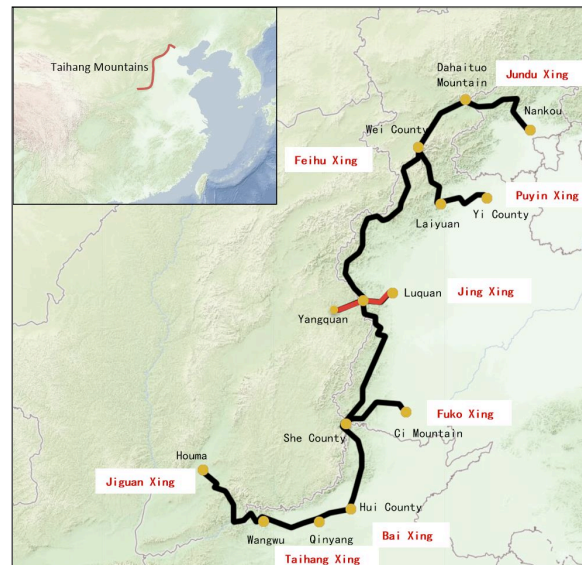 Taihang Mountains
Dahaituo
Mountain
Jundu Xing
Nankou
Wei County
Feihu Xing
Puyin Xing
Laiyuan
Yi County
Luquan
Jing Xing
Yangquan
Fuko Xing
She County
Ci Mountain
Houma
Jiguan Xing
Hui County
Wangwu
Qinyang
Bai Xing
Taihang Xing